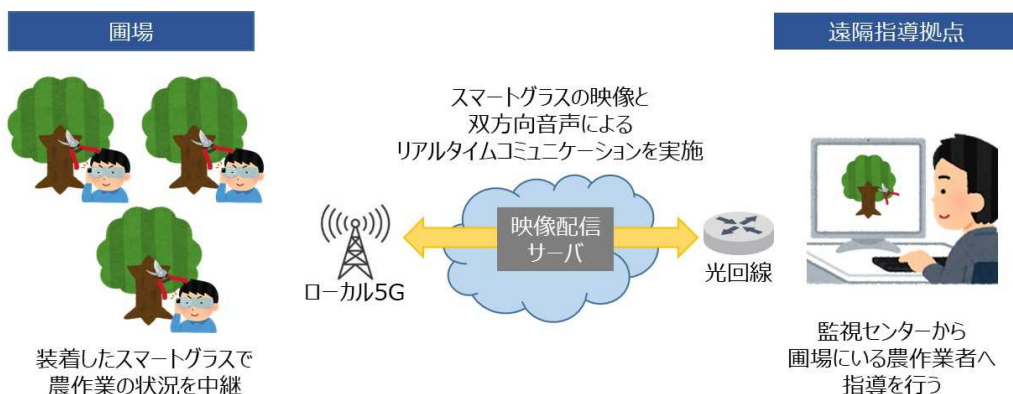 圃場
遠隔指導拠点
スマートグラスの映像と
双方向音声による
リアルタイムコミュニケーションを実施
映像配信
サーバ
ローカル5G
光回線
装着したスマートグラスで
農作業の状況を中継
監視センターから
圃場にいる農作業者へ
指導を行う